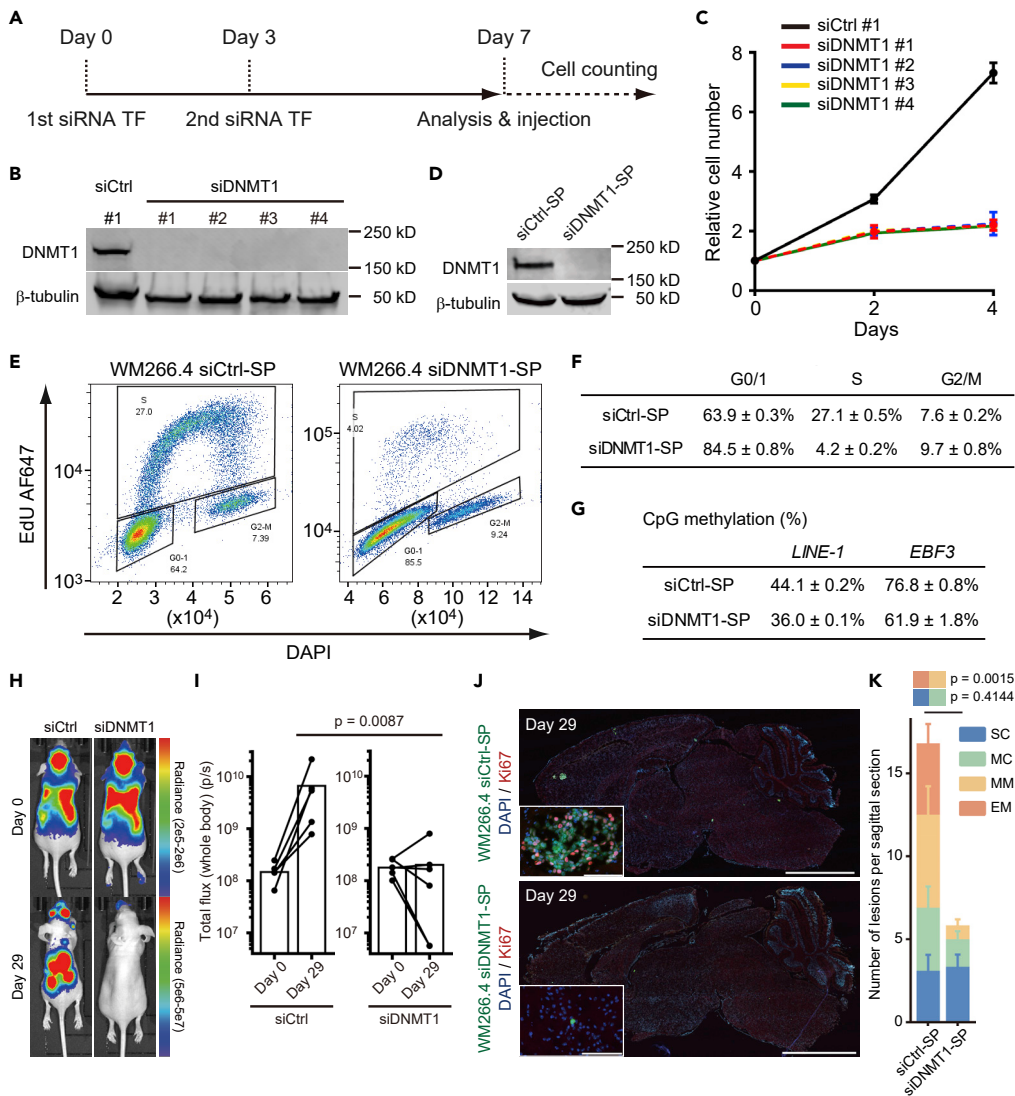 A
Day 0 Day 3 Day 7
Cell counting
1st siRNA TF 2nd siRNA TF Analysis & injection
B
siCtrl siDNMT1
#1 #1 #2 #3 #4
250 kD
DNMT1
150 kD
β-tubulin
50 kD
D
siCtrl-SP
siDNMT1-SP
250 kD
DNMT1
150 kD
β-tubulin
50 kD
C
siCtrl #1
siDNMT1 #1
siDNMT1 #2
siDNMT1 #3
siDNMT1 #4
Relative cell number
8
6
4
2
0
0 2 4
Days
E
WM266.4 siCtrl-SP WM266.4 siDNMT1-SP
EdU AF647
10⁴
10³
S
27.0
G2-M
7.39
G0-1
64.2
2 3 4 5 6
(x10⁴)
10⁵
10⁴
S
4.02
G2-M
9.24
G0-1
85.5
4 6 8 10 12 14
(x10⁴)
DAPI
F
G0/1 S G2/M
siCtrl-SP 63.9 ± 0.3% 27.1 ± 0.5% 7.6 ± 0.2%
siDNMT1-SP 84.5 ± 0.8% 4.2 ± 0.2% 9.7 ± 0.8%
G
CpG methylation (%)
LINE-1 EBF3
siCtrl-SP 44.1 ± 0.2% 76.8 ± 0.8%
siDNMT1-SP 36.0 ± 0.1% 61.9 ± 1.8%
H
siCtrl siDNMT1
Day 0
Radiance (2e5-2e6)
Day 29
Radiance (5e6-5e7)
I
p = 0.0087
Total flux (whole body) (p/s)
10¹⁰
10⁹
10⁸
10⁷
10¹⁰
10⁹
10⁸
10⁷
Day 0
Day 29
Day 0
Day 29
siCtrl siDNMT1
J
WM266.4 siCtrl-SP
DAPI / Ki67
Day 29
WM266.4 siDNMT1-SP
DAPI / Ki67
Day 29
K
p = 0.0015
p = 0.4144
SC
MC
MM
EM
Number of lesions per sagittal section
15
10
5
0
siCtrl-SP
siDNMT1-SP